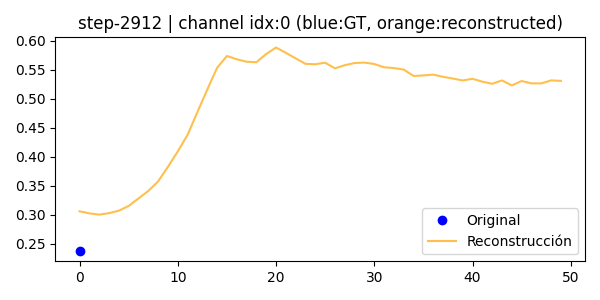 step-2912 | channel idx:0 (blue:GT, orange:reconstructed)
0.60
0.55
0.50
0.45
0.40
0.35
0.30
0.25
0 10 20 30 40 50
Original
Reconstrucción